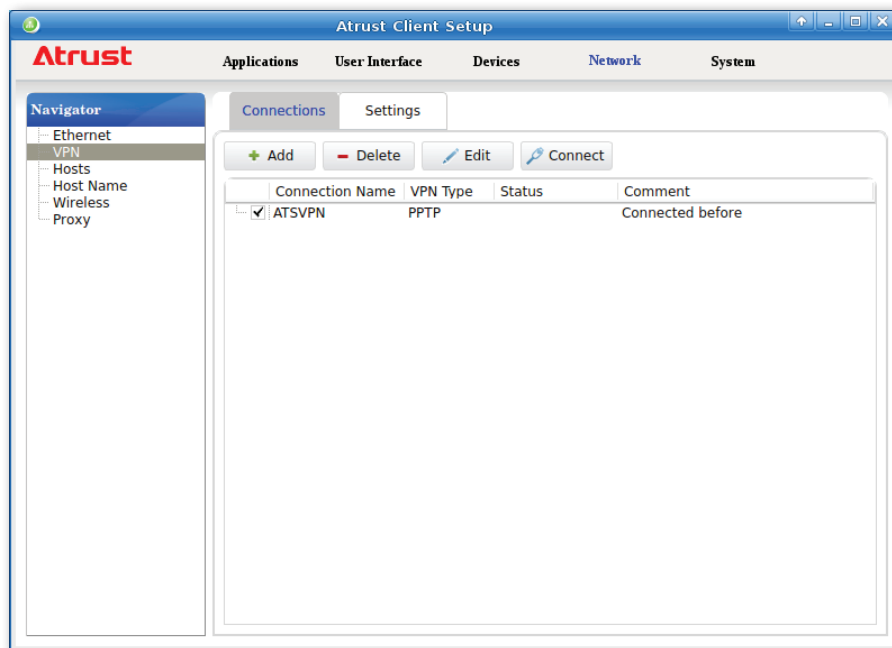 Atrust Client Setup
Atrust
Applications User Interface Devices Network System
Navigator
Ethernet
VPN
Hosts
Host Name
Wireless
Proxy
Connections Settings
Add Delete Edit Connect
Connection Name VPN Type Status Comment
ATSVPN PPTP Connected before